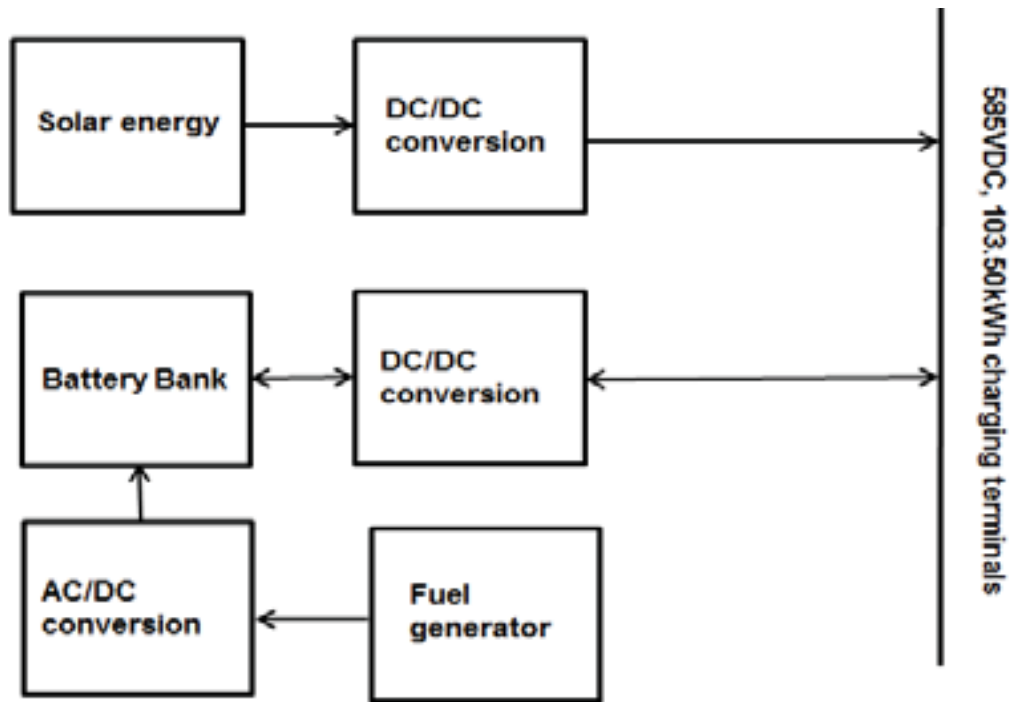 Solar energy
DC/DC
conversion
Battery Bank
DC/DC
conversion
AC/DC
conversion
Fuel
generator
585VDC, 103.50kWh charging terminals